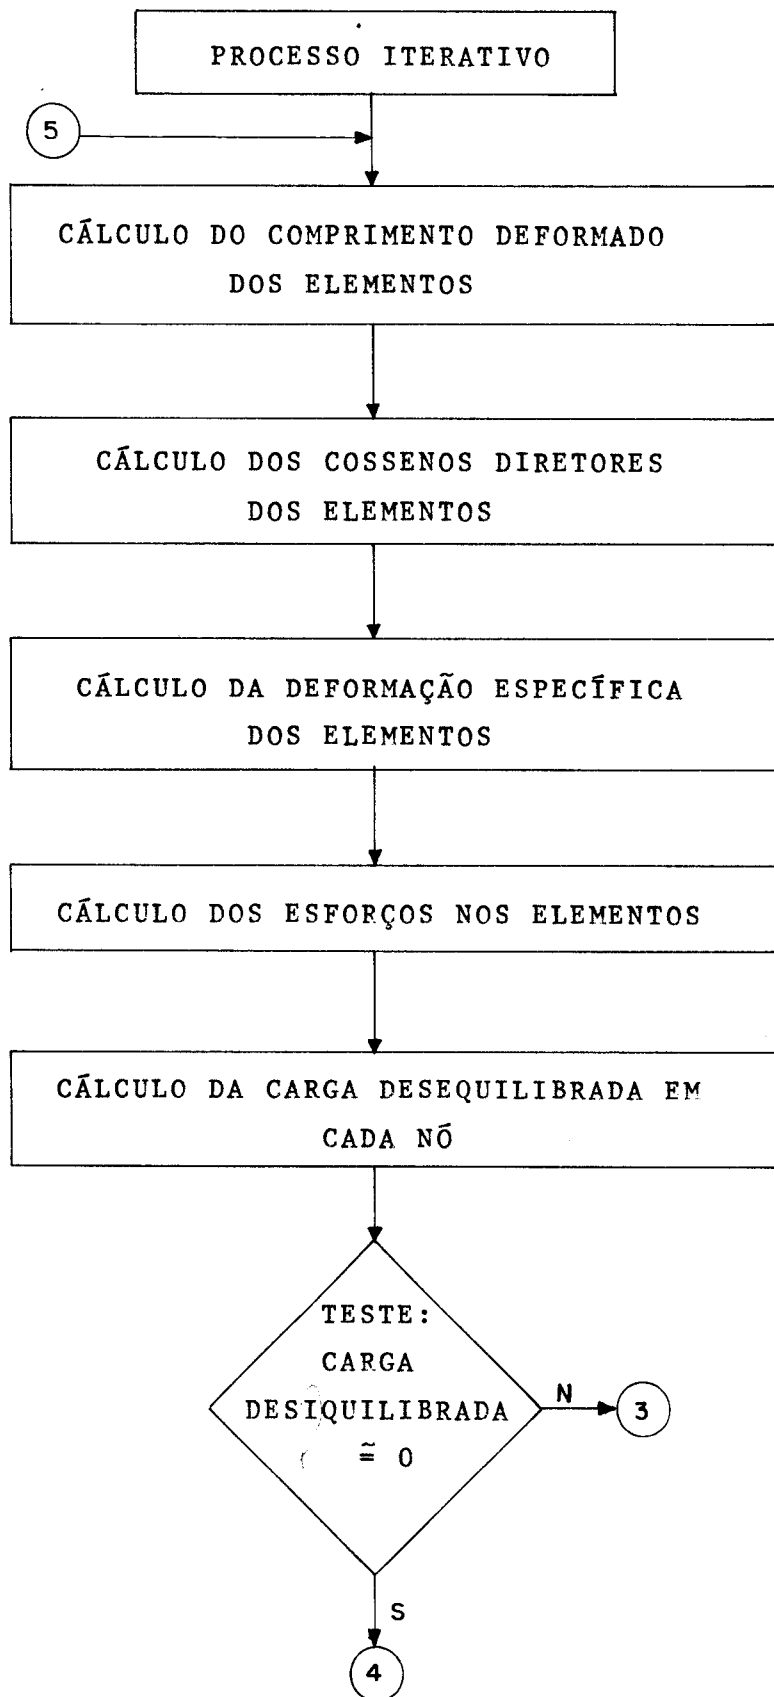 PROCESSO ITERATIVO
5
CÁLCULO DO COMPRIMENTO DEFORMADO
DOS ELEMENTOS
CÁLCULO DOS COSSENOS DIRETORES
DOS ELEMENTOS
CÁLCULO DA DEFORMAÇÃO ESPECÍFICA
DOS ELEMENTOS
CÁLCULO DOS ESFORÇOS NOS ELEMENTOS
CÁLCULO DA CARGA DESEQUILIBRADA EM
CADA NÓ
TESTE:
CARGA
DESIQUILIBRADA
≅ 0
N
3
S
4